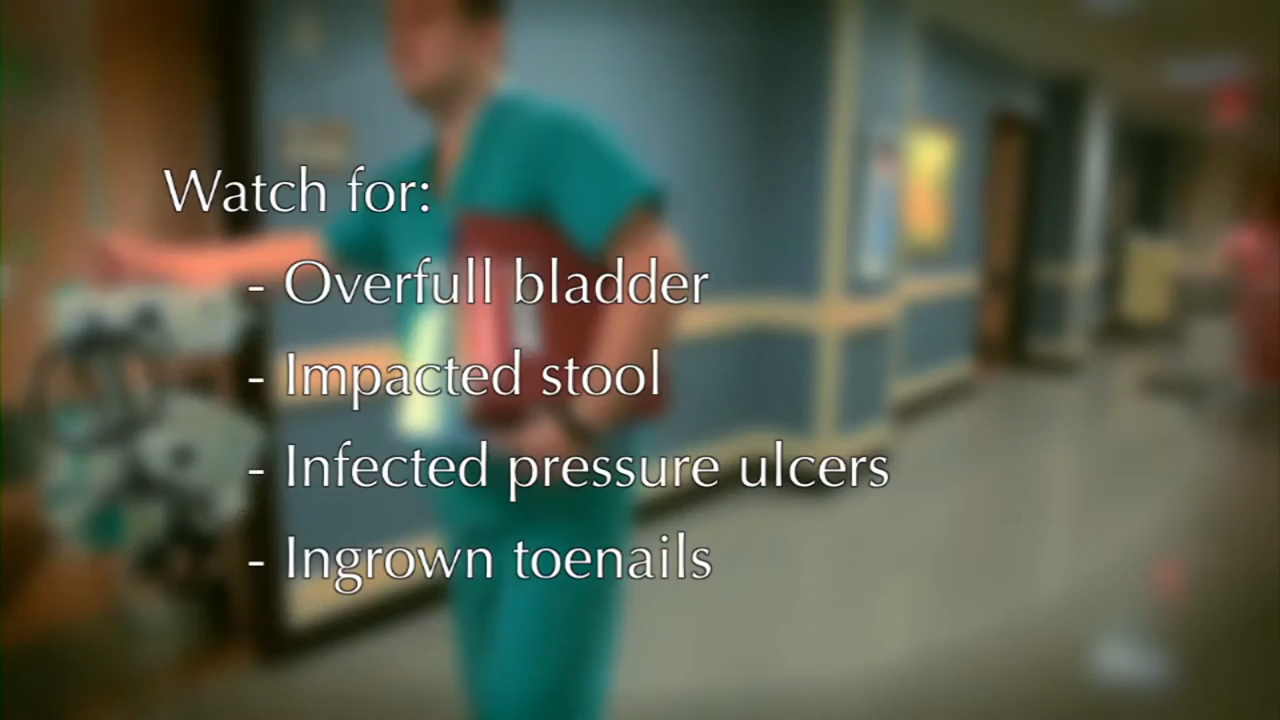 Watch for:
- Overfull bladder
- Impacted stool
- Infected pressure ulcers
- Ingrown toenails